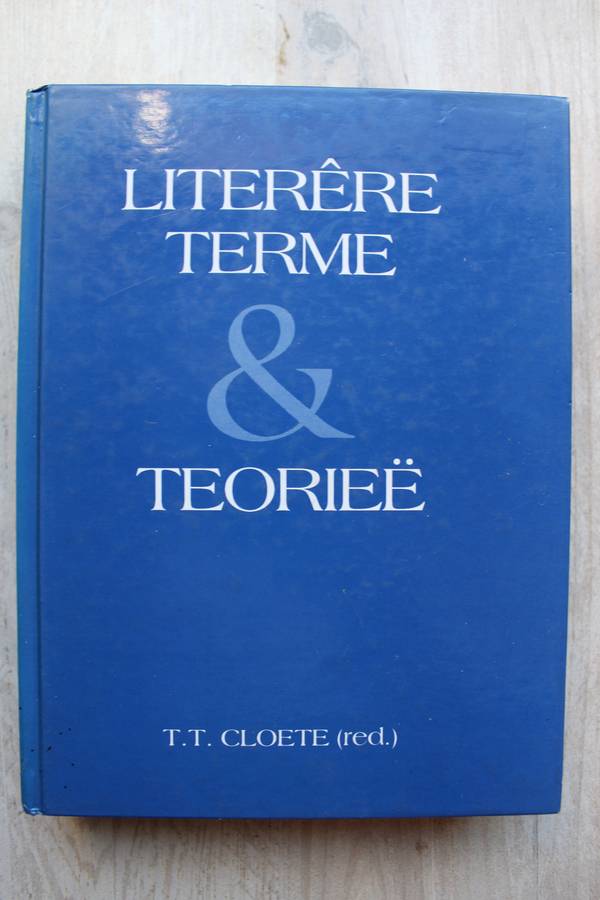 LITERÊRE
TERME
&
TEORIEË
T.T. CLOETE (red.)